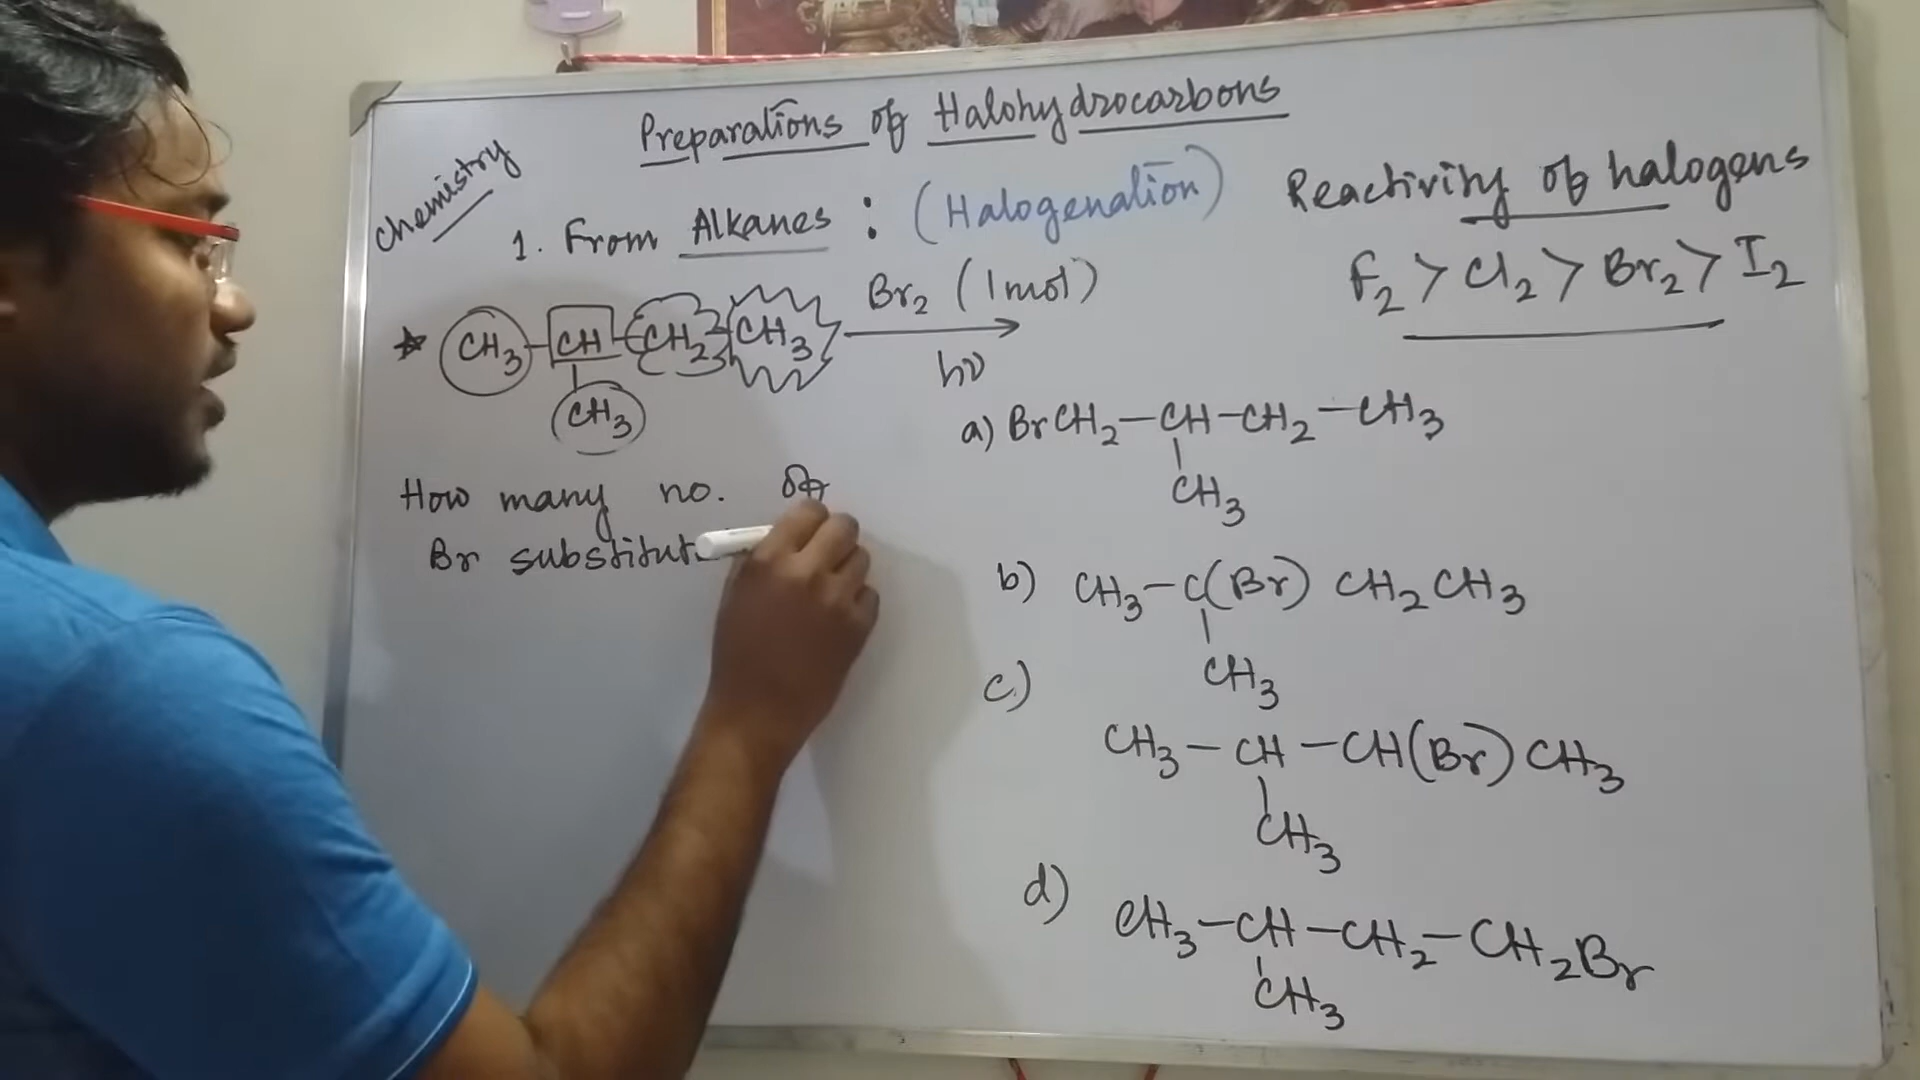 Preparations of Halohydrocarbons
Chemistry
1. From Alkanes : (Halogenation)
Reactivity of halogens
F2 > Cl2 > Br2 > I2
CH3-CH-CH2-CH3
CH3
Br2 (1mol)
hν
How many no. of
Br substitut
a) BrCH2-CH-CH2-CH3
CH3
b) CH3-C(Br) CH2CH3
CH3
c)
CH3-CH-CH(Br)CH3
CH3
d)
CH3-CH-CH2-CH2Br
CH3